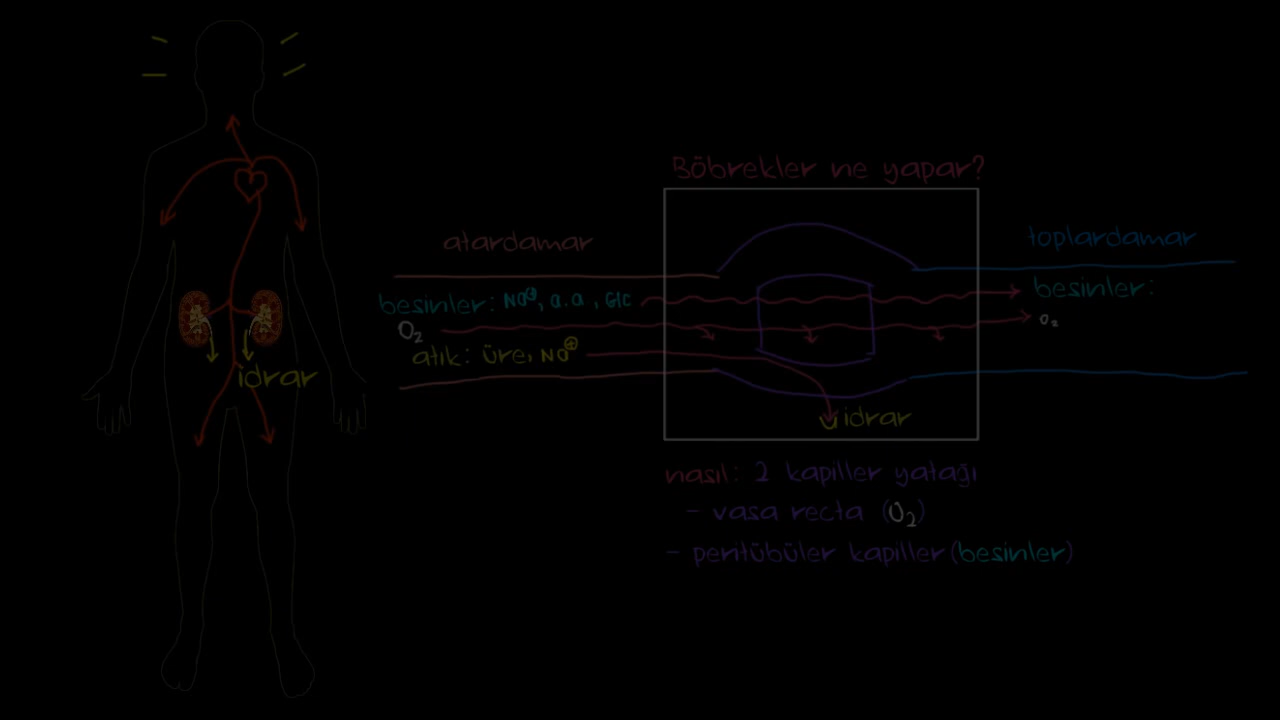 Böbrekler ne yapar?
atardamar
toplardamar
besinler: Na⊕, a.a, Glc
besinler:
O₂
O₂
atık: üre, Na⊕
idrar
idrar
nasıl: 2 kapiller yatağı
- vasa recta (O₂)
- peritübüler kapiller (besinler)